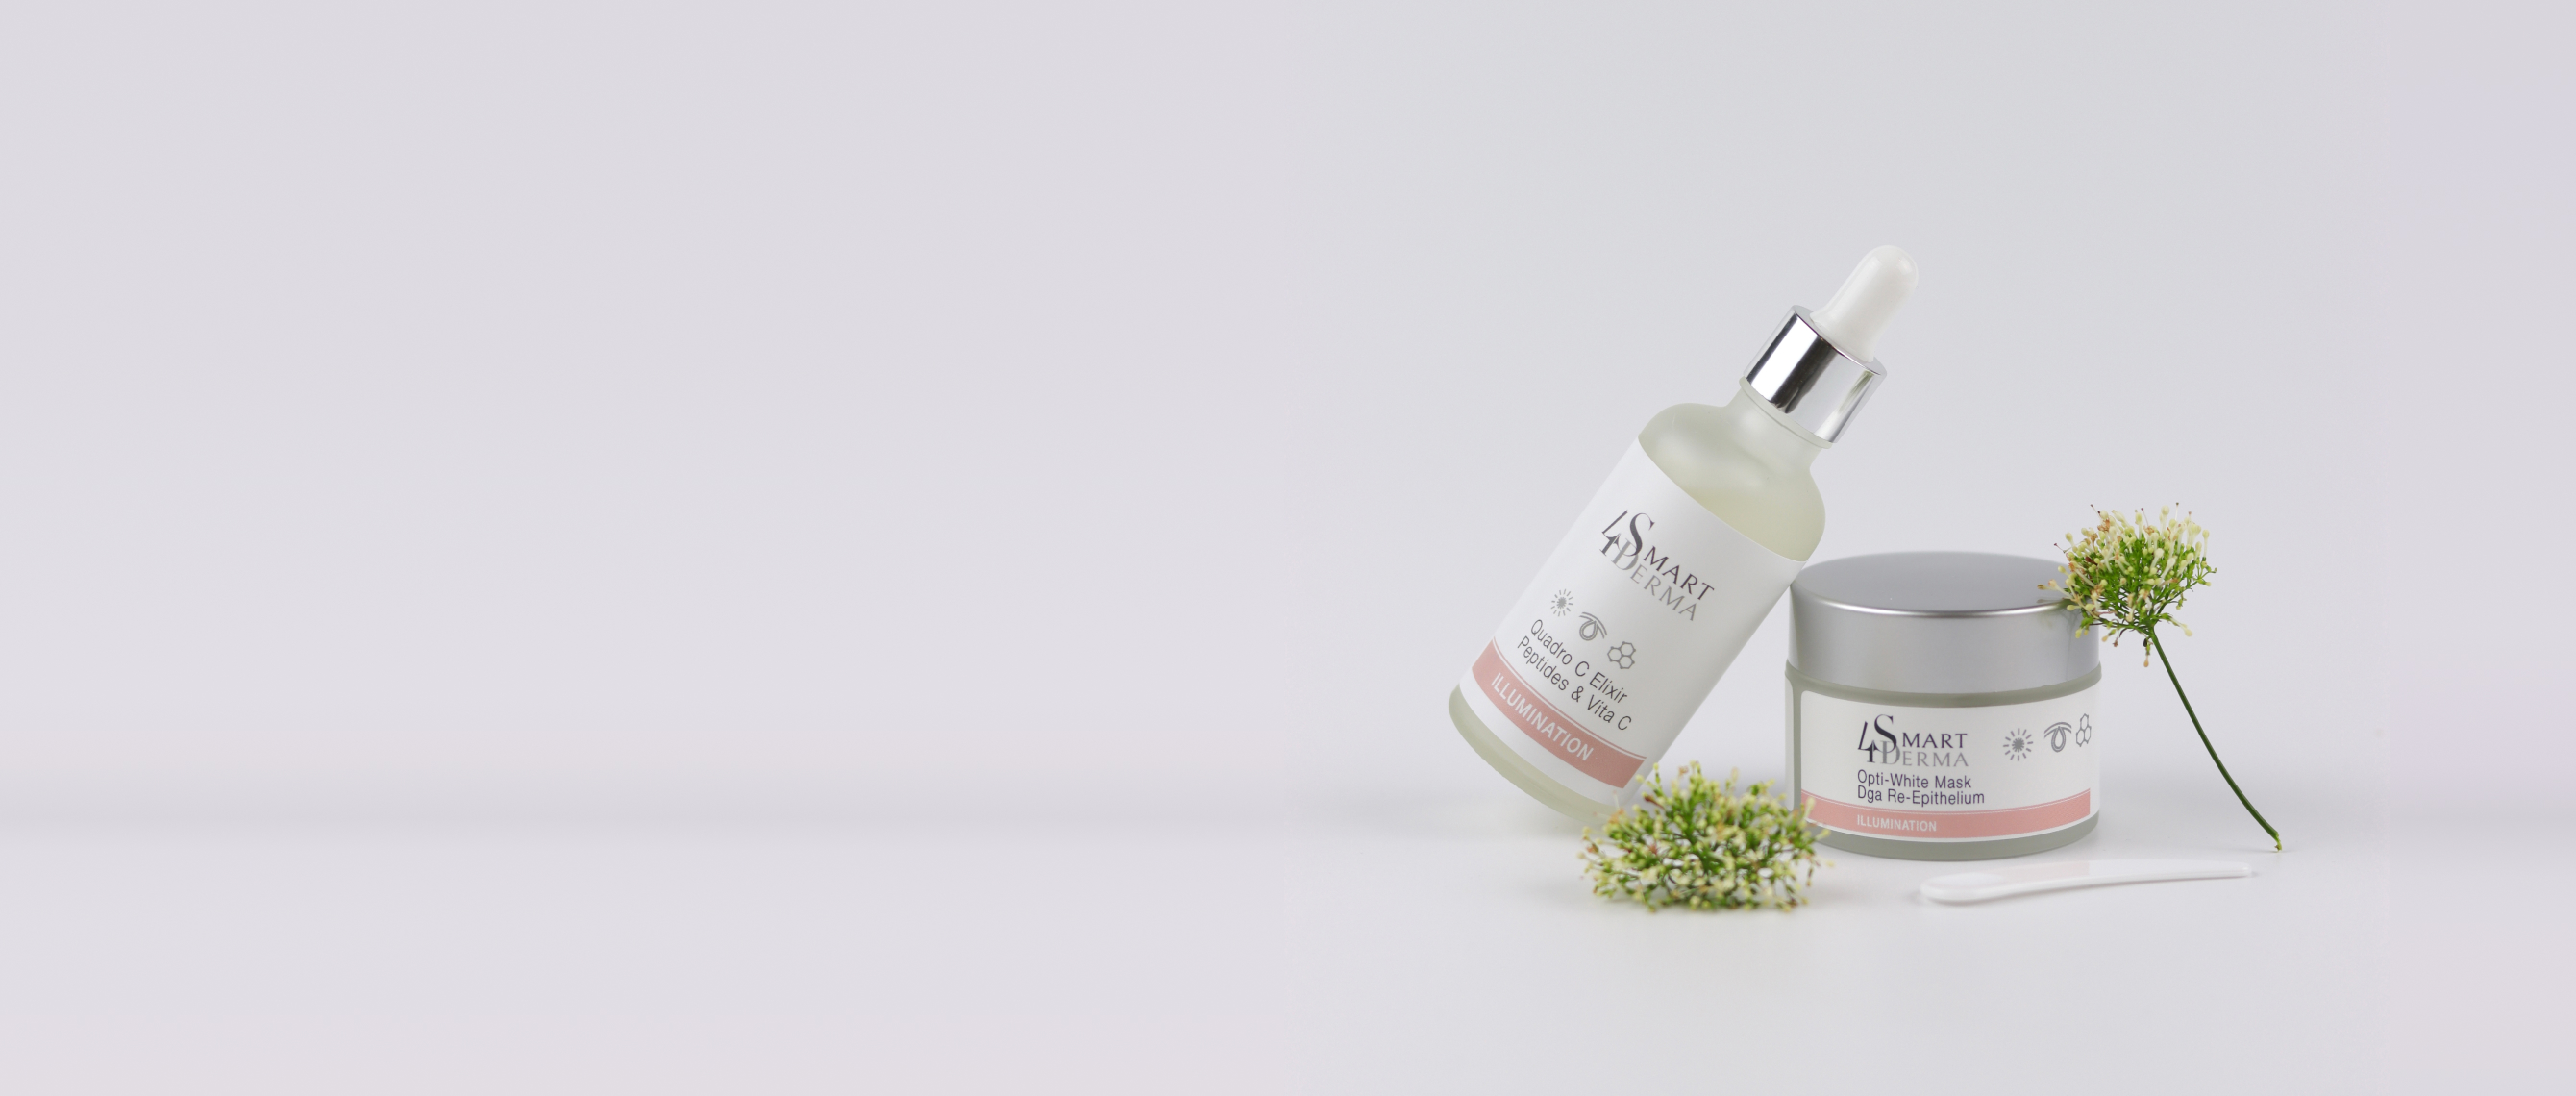 4SMART
DERMA
Quadro C Elixir
Peptides & Vita C
ILLUMINATION
4SMART
DERMA
Opti-White Mask
Dga Re-Epithelium
ILLUMINATION